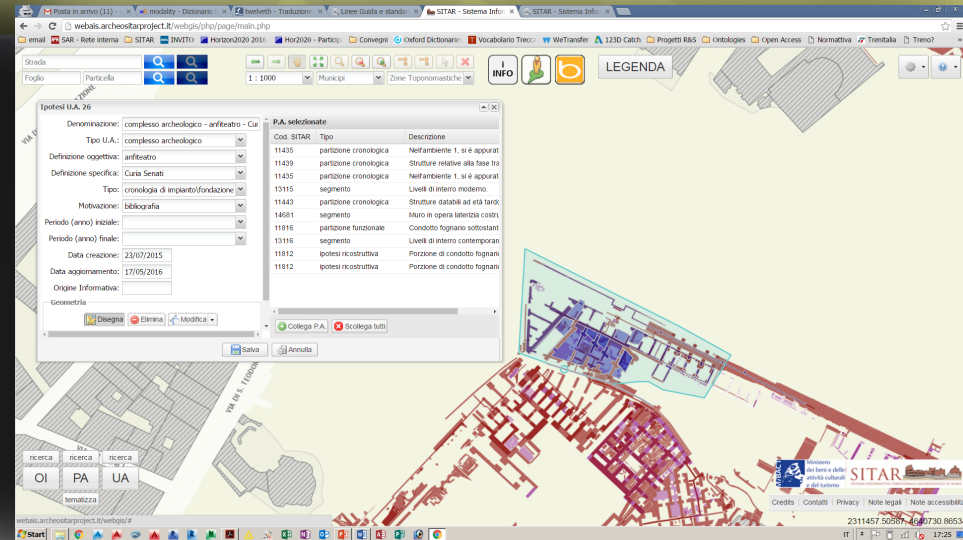 Posta in arrivo (11) -
modality - Dizionario i
twelveth - Traduzione
Linee Guida e standar
SITAR - Sistema Infor
SITAR - Sistema Infor
webais.archeositarproject.it/webgis/php/page/main.php
email
SAR - Rete interna
SITAR
INVITO
Horizon2020 2016
Hor2020 - Particip
Convegni
Oxford Dictionarie
Vocabolario Trecc
WeTransfer
123D Catch
Progetti R&S
Ontologies
Open Access
Normattiva
Trenitalia
Treno?
Strada
Foglio
Particella
1 : 1000
Municipi
Zone Toponomastiche
i
INFO
LEGENDA
Ipotesi U.A. 26
Denominazione: complesso archeologico - anfiteatro - Cur
Tipo U.A.: complesso archeologico
Definizione oggettiva: anfiteatro
Definizione specifica: Curia Senati
Tipo: cronologia di impianto\fondazione
Motivazione: bibliografia
Periodo (anno) iniziale:
Periodo (anno) finale:
Data creazione: 23/07/2015
Data aggiornamento: 17/05/2016
Origine Informativa:
Geometria
Disegna
Elimina
Modifica
P.A. selezionate
Cod. SITAR Tipo Descrizione
11435 partizione cronologica Nell'ambiente 1, si è appurat
11439 partizione cronologica Strutture relative alla fase tra
11435 partizione cronologica Nell'ambiente 1, si è appurat
13115 segmento Livelli di interro moderno.
11443 partizione cronologica Strutture databili ad età tardo
14681 segmento Muro in opera laterizia costru
11816 partizione funzionale Condotto fognario sottostant
13116 segmento Livelli di interro contemporan
11812 ipotesi ricostruttiva Porzione di condotto fognari
11812 ipotesi ricostruttiva Porzione di condotto fognari
Collega P.A.
Scollega tutti
Salva
Annulla
VIA DI S. TEODOR
ricerca ricerca ricerca
OI PA UA
tematizza
MiBACT
Ministero
dei beni e delle
attività culturali
e del turismo
SITAR
Credits
Contatti
Privacy
Note legali
Note accessibilità
webais.archeositarproject.it/webgis/#
2311457.50587, 4640730.8653
Start
IT
17:25